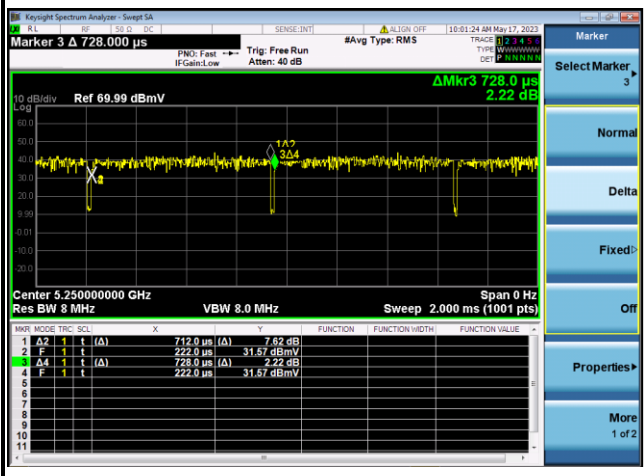 Keysight Spectrum Analyzer - Swept SA
RL RF 50 Ω DC SENSE:INT ALIGN OFF 10:01:24 AM May 17, 2023
Marker 3 Δ 728.000 µs
PNO: Fast
IFGain:Low
Trig: Free Run
Atten: 40 dB
#Avg Type: RMS
TRACE 1 2 3 4 5 6
TYPE WWWWWW
DET P N N N N N
ΔMkr3 728.0 µs
2.22 dB
10 dB/div Ref 69.99 dBmV
Log
60.0
50.0
40.0
30.0
20.0
9.99
-0.01
-10.0
-20.0
1Δ2
3Δ4
Center 5.250000000 GHz Span 0 Hz
Res BW 8 MHz VBW 8.0 MHz Sweep 2.000 ms (1001 pts)
MKR MODE TRC SCL X Y FUNCTION FUNCTION WIDTH FUNCTION VALUE
1 Δ2 1 t (Δ) 712.0 µs (Δ) 7.62 dB
2 F 1 t 222.0 µs 31.57 dBmV
3 Δ4 1 t (Δ) 728.0 µs (Δ) 2.22 dB
4 F 1 t 222.0 µs 31.57 dBmV
5
6
7
8
9
10
11
Marker
Select Marker
3
Normal
Delta
Fixed
Off
Properties
More
1 of 2